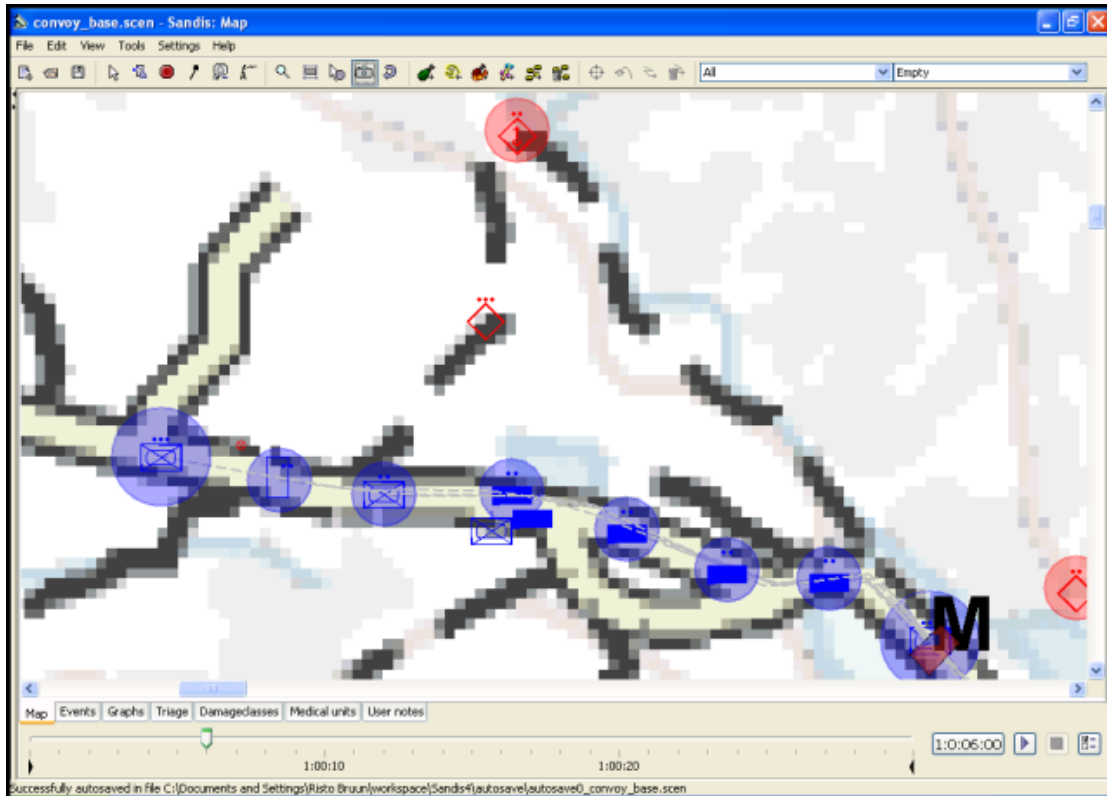 convoy_base.scen - Sandis: Map
File Edit View Tools Settings Help
All Empty
M
Map Events Graphs Triage Damageclasses Medical units User notes
1:00:10 1:00:20 1:0:06:00
Successfully autosaved in file C:\Documents and Settings\Risto Bruun\workspace\Sandis4\autosave\autosave0_convoy_base.scen